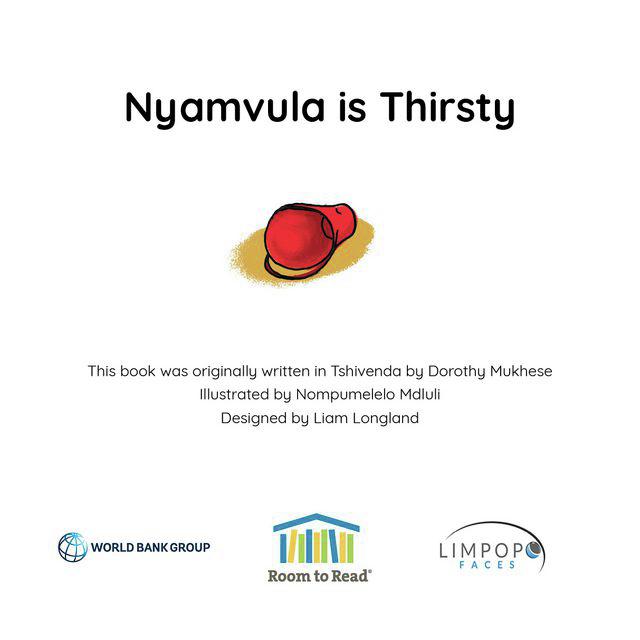 Nyamvula is Thirsty
This book was originally written in Tshivenda by Dorothy Mukhese
Illustrated by Nompumelelo Mdluli
Designed by Liam Longland
WORLD BANK GROUP
Room to Read®
LIMPOPO
FACES